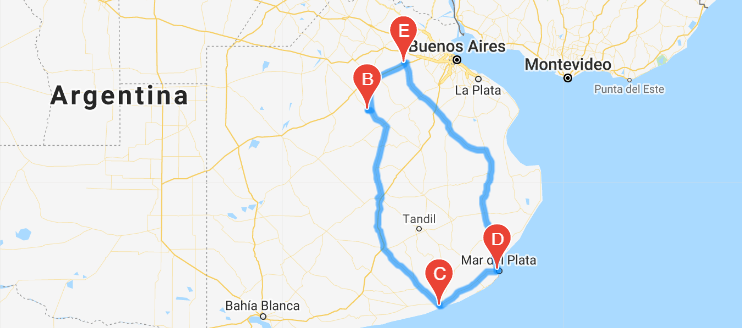 E
Buenos Aires
B
Montevideo
La Plata
Punta del Este
Argentina
Tandil
D
Mar del Plata
C
Bahía Blanca